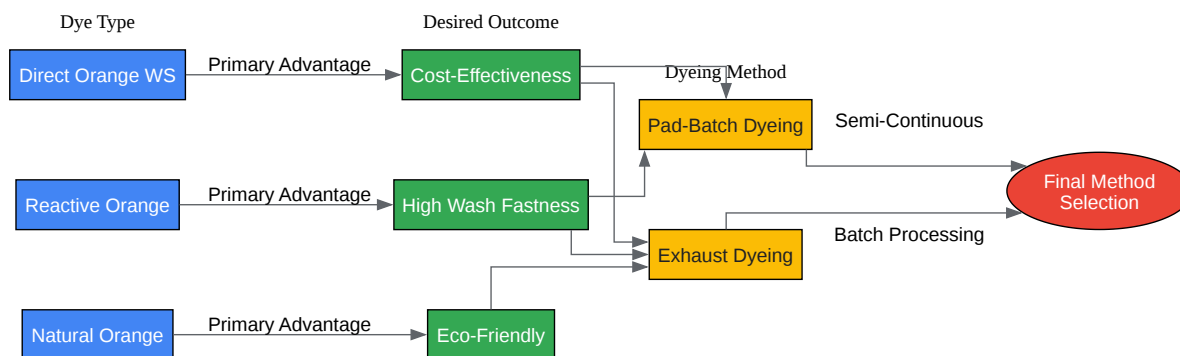 Dye Type
Desired Outcome
Dyeing Method
Direct Orange WS
Primary Advantage
Cost-Effectiveness
Pad-Batch Dyeing
Semi-Continuous
Final Method
Selection
Reactive Orange
Primary Advantage
High Wash Fastness
Batch Processing
Exhaust Dyeing
Natural Orange
Primary Advantage
Eco-Friendly